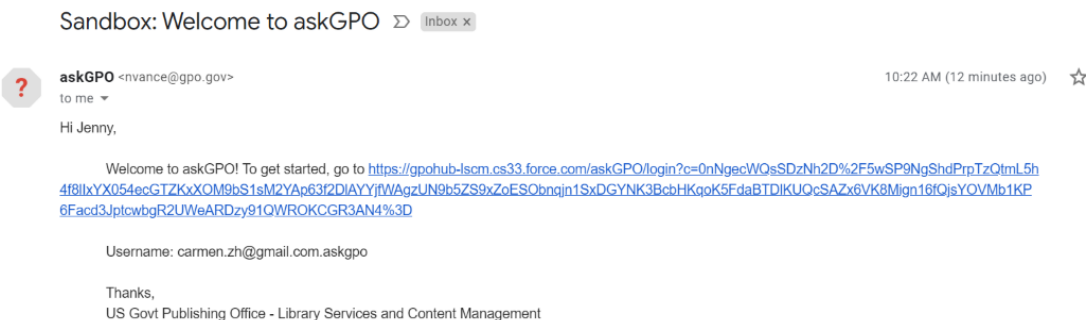 Sandbox: Welcome to askGPO Inbox x
askGPO <nvance@gpo.gov> 10:22 AM (12 minutes ago)
to me
Hi Jenny,
Welcome to askGPO! To get started, go to https://gpohub-lscm.cs33.force.com/askGPO/login?c=0nNgecWQsSDzNh2D%2F5wSP9NgShdPrpTzQtmL5h
4f8lIxYX054ecGTZKxXOM9bS1sM2YAp63f2DlAYYjfWAgzUN9b5ZS9xZoESObnqjn1SxDGYNK3BcbHKqoK5FdaBTDIKUQcSAZx6VK8Mign16fQjsYOVMb1KP
6Facd3JptcwbgR2UWeARDzy91QWROKCGR3AN4%3D
Username: carmen.zh@gmail.com.askgpo
Thanks,
US Govt Publishing Office - Library Services and Content Management